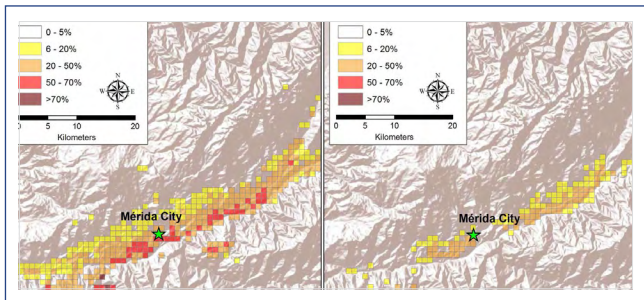 0 - 5%
6 - 20%
20 - 50%
50 - 70%
>70%
N
W E
S
0 5 10 20
Kilometers
Mérida City
0 - 5%
6 - 20%
20 - 50%
50 - 70%
>70%
N
W E
S
0 5 10 20
Kilometers
Mérida City